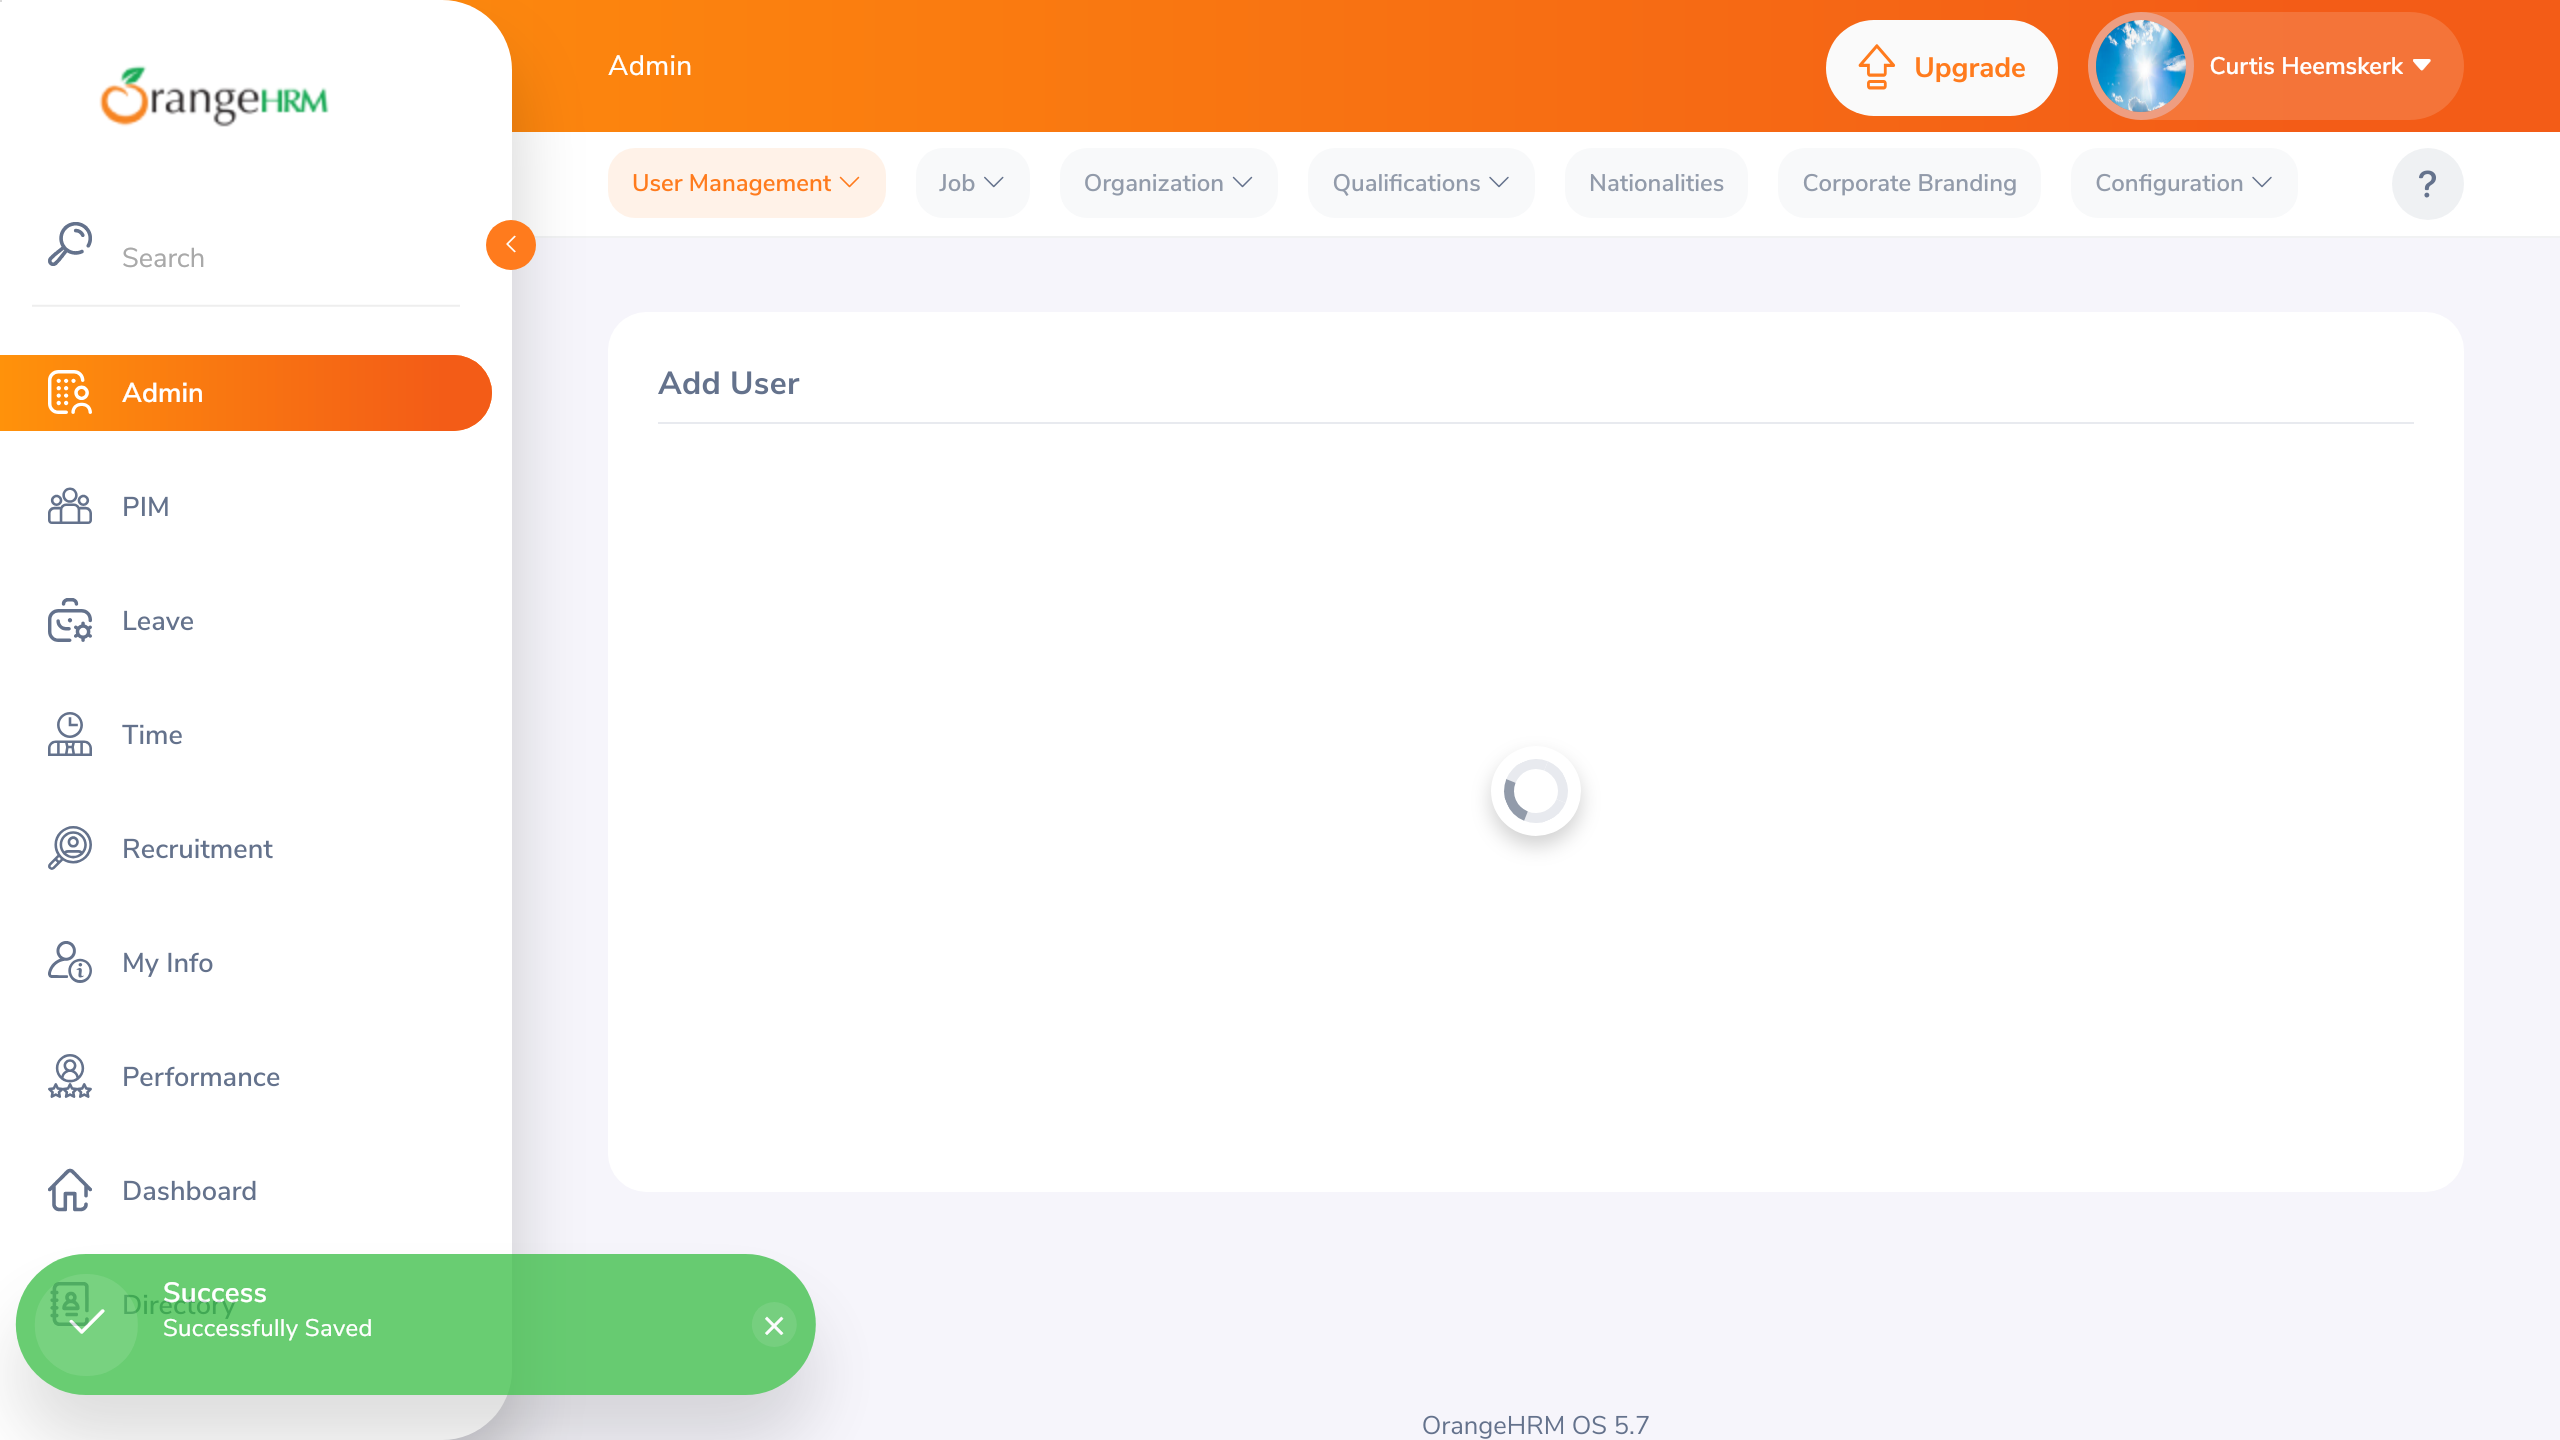 OrangeHRM
Admin
Upgrade
Curtis Heemskerk
User Management
Job
Organization
Qualifications
Nationalities
Corporate Branding
Configuration
?
Search
Admin
PIM
Leave
Time
Recruitment
My Info
Performance
Dashboard
Directory
Add User
Success
Successfully Saved
OrangeHRM OS 5.7